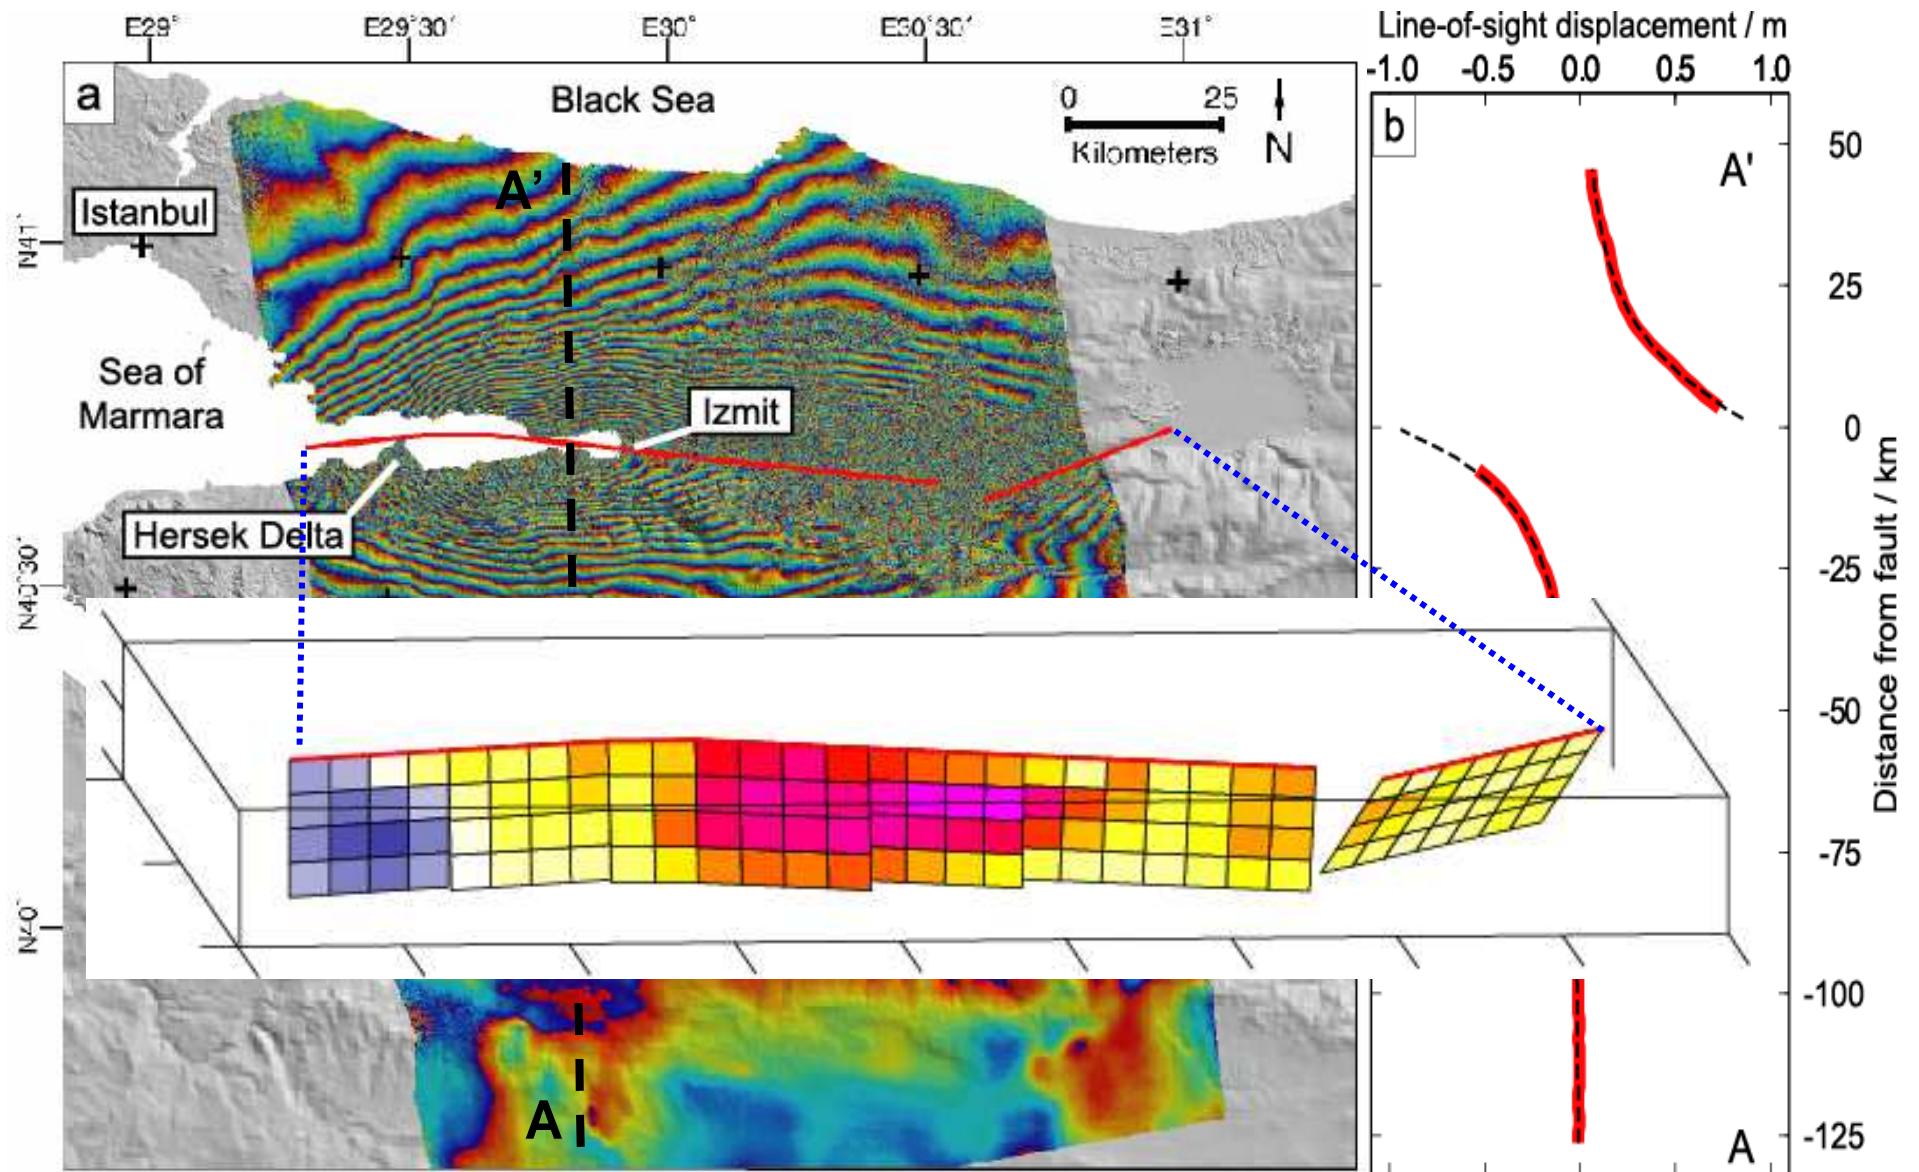 E29°
E29°30′
E30°
E30°30′
E31°
Line-of-sight displacement / m
-1.0
-0.5
0.0
0.5
1.0
a
Black Sea
0
25
Kilometers
N
b
50
A'
A’
Istanbul
N41°
25
Sea of
Marmara
Izmit
0
Hersek Delta
N40°30′
-25
Distance from fault / km
-50
-75
N40°
-100
A
-125
A